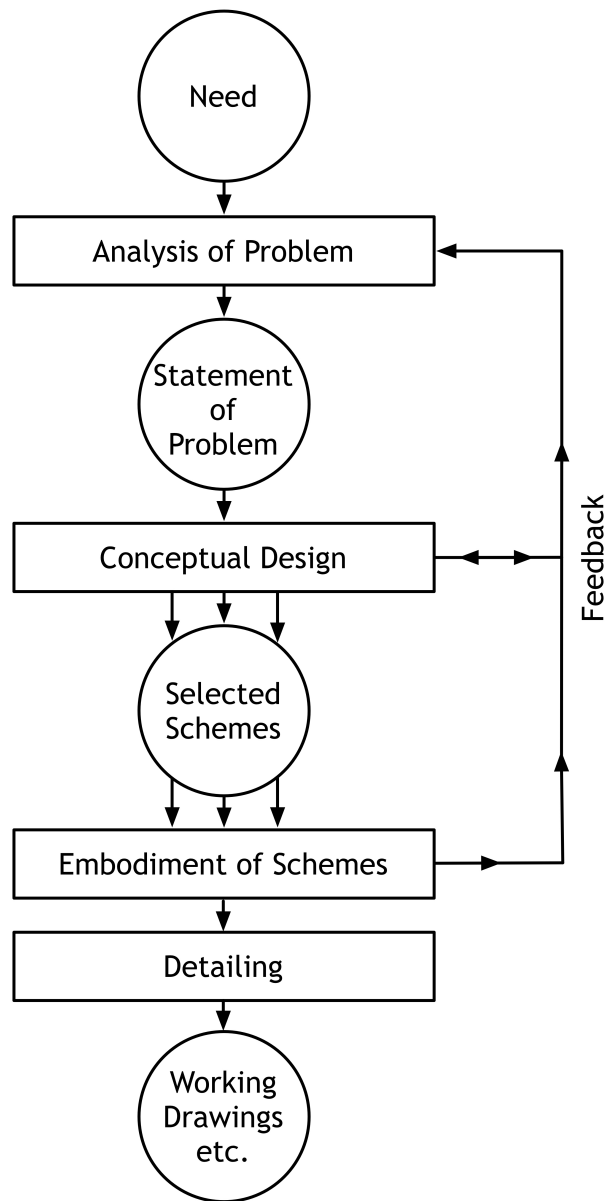 Need
Analysis of Problem
Statement
of
Problem
Conceptual Design
Feedback
Selected
Schemes
Embodiment of Schemes
Detailing
Working
Drawings
etc.